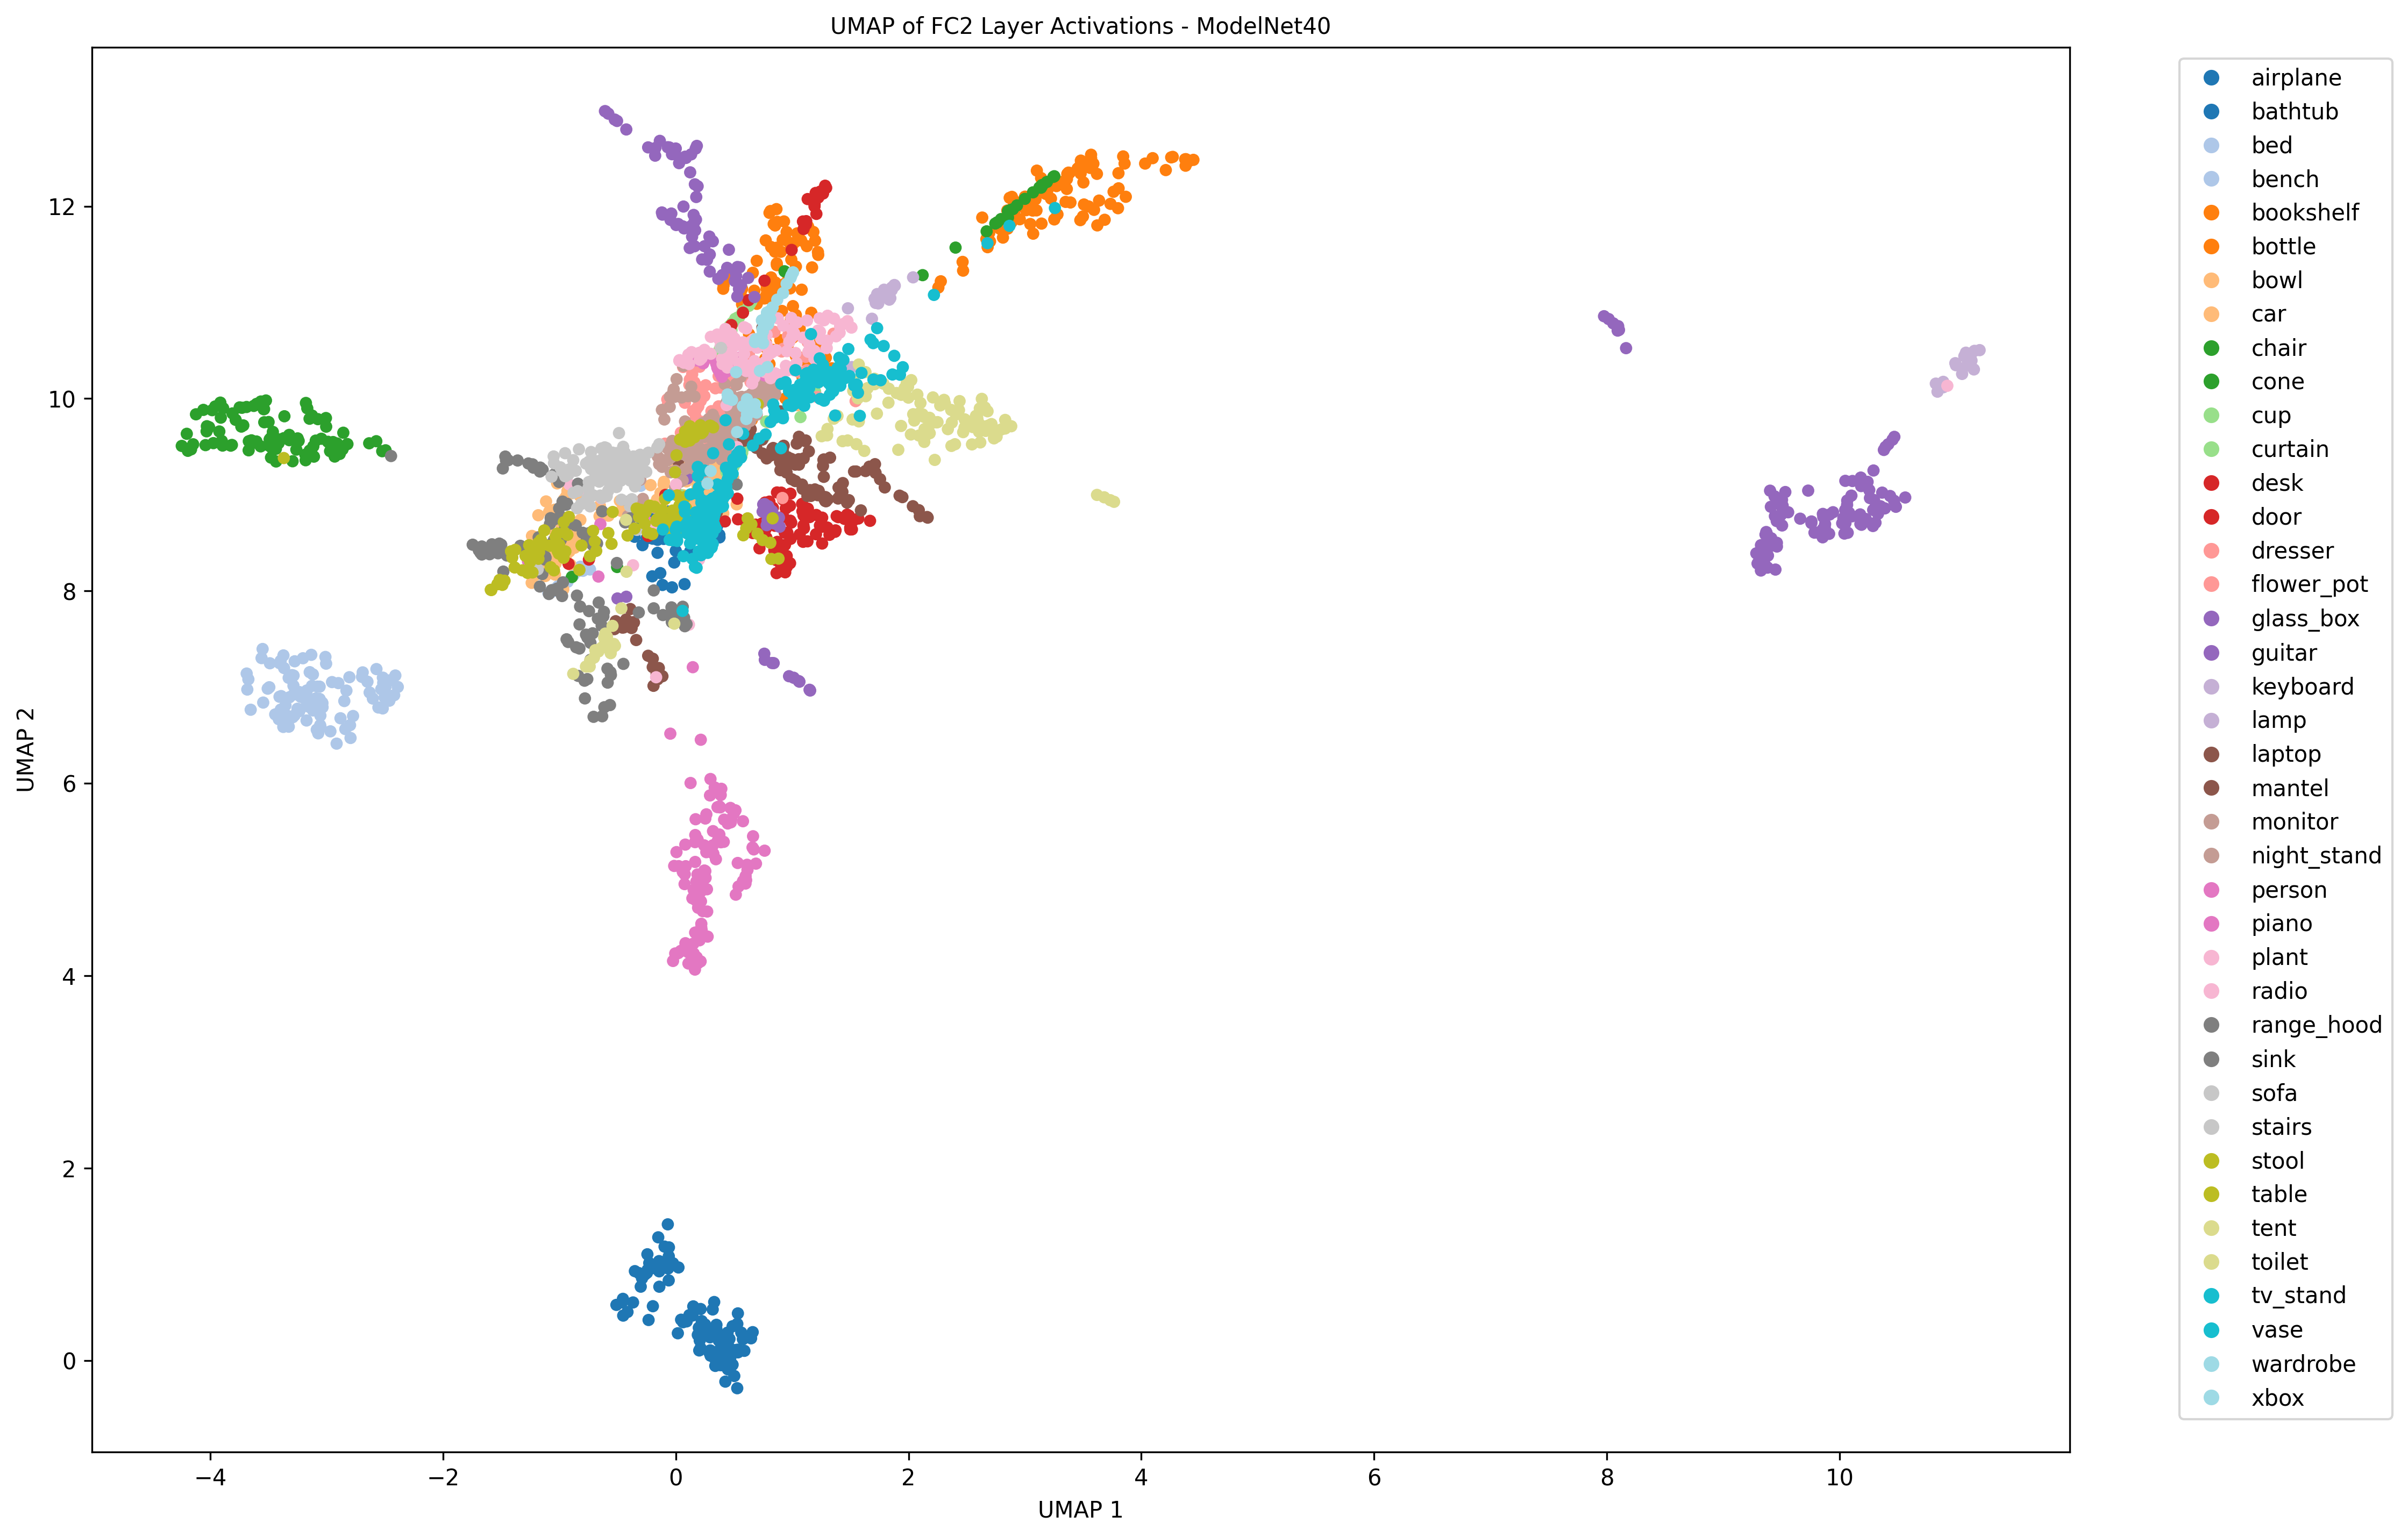 UMAP of FC2 Layer Activations - ModelNet40
airplane
bathtub
bed
bench
bookshelf
bottle
bowl
car
chair
cone
cup
curtain
desk
door
dresser
flower_pot
glass_box
guitar
keyboard
lamp
laptop
mantel
monitor
night_stand
person
piano
plant
radio
range_hood
sink
sofa
stairs
stool
table
tent
toilet
tv_stand
vase
wardrobe
xbox
UMAP 2
12
10
8
6
4
2
0
−4 −2 0 2 4 6 8 10
UMAP 1